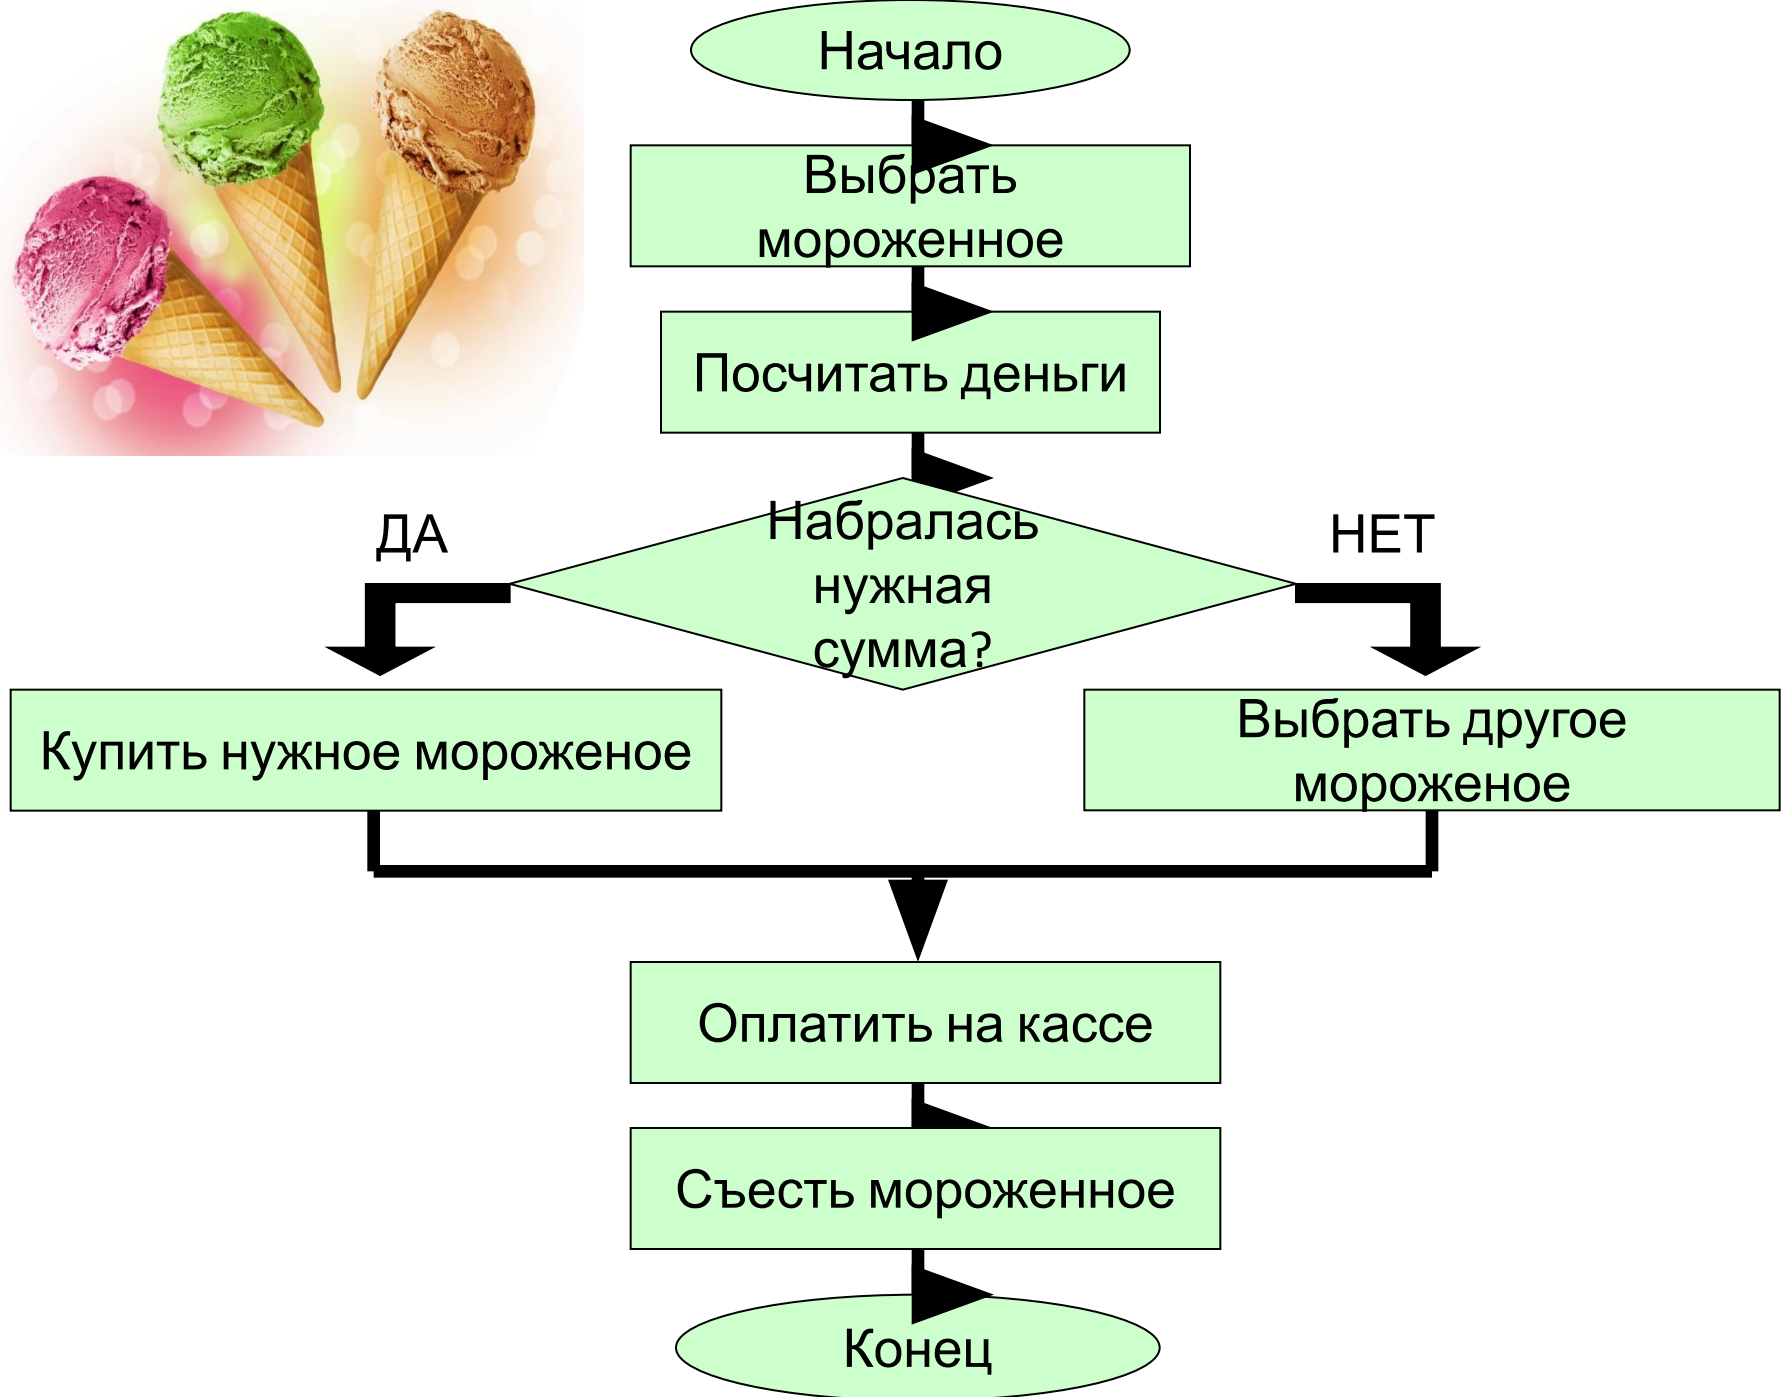 Начало
Выбрать
мороженное
Посчитать деньги
Набралась
нужная
сумма?
ДА
НЕТ
Купить нужное мороженое
Выбрать другое
мороженое
Оплатить на кассе
Съесть мороженное
Конец